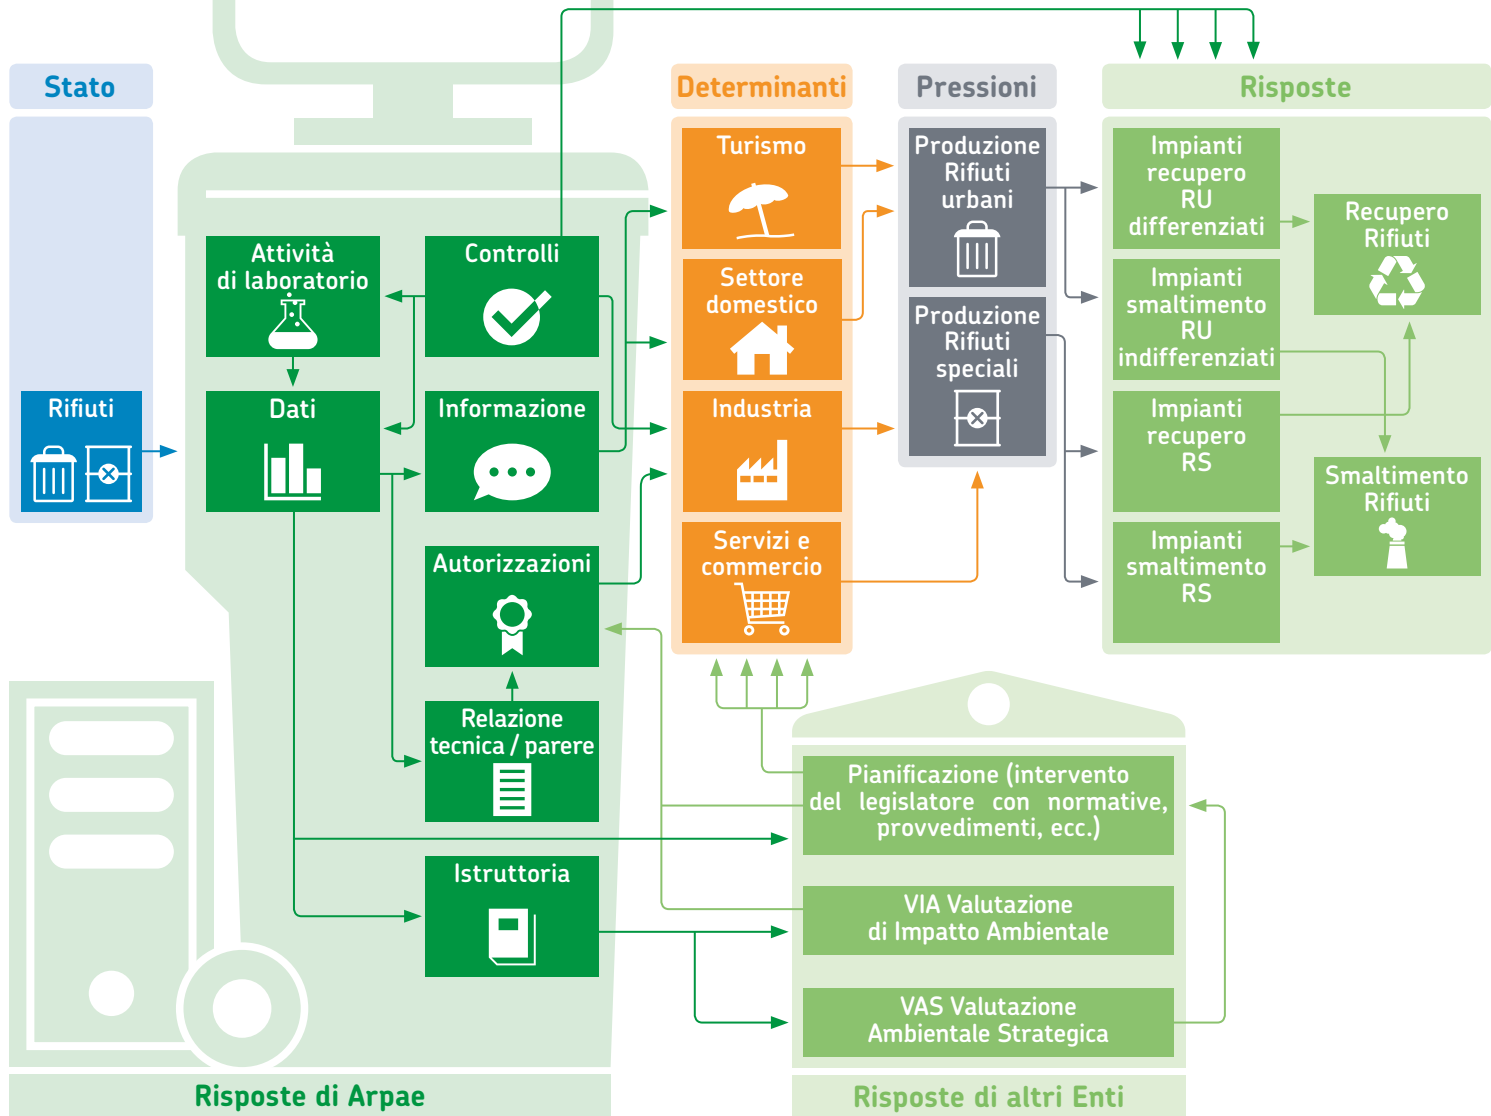 Stato
Rifiuti
Attività
di laboratorio
Controlli
Dati
Informazione
Autorizzazioni
Relazione
tecnica / parere
Istruttoria
Risposte di Arpae
Determinanti
Turismo
Settore
domestico
Industria
Servizi e
commercio
Pressioni
Produzione
Rifiuti
urbani
Produzione
Rifiuti
speciali
Risposte
Impianti
recupero
RU
differenziati
Impianti
smaltimento
RU
indifferenziati
Impianti
recupero
RS
Impianti
smaltimento
RS
Recupero
Rifiuti
Smaltimento
Rifiuti
Pianificazione (intervento
del legislatore con normative,
provvedimenti, ecc.)
VIA Valutazione
di Impatto Ambientale
VAS Valutazione
Ambientale Strategica
Risposte di altri Enti